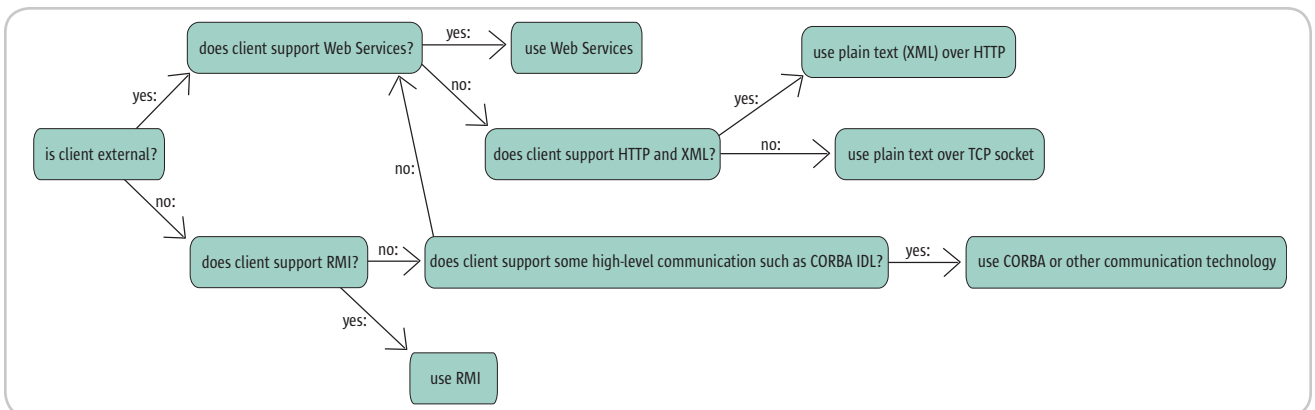 does client support Web Services?
yes:
use Web Services
use plain text (XML) over HTTP
yes:
no:
yes:
is client external?
does client support HTTP and XML?
no:
use plain text over TCP socket
no:
no:
does client support RMI?
no:
does client support some high-level communication such as CORBA IDL?
yes:
use CORBA or other communication technology
yes:
use RMI